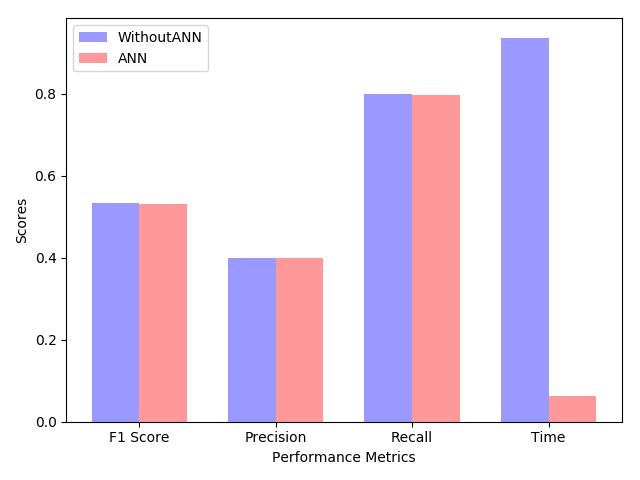 WithoutANN
ANN
Scores
0.8
0.6
0.4
0.2
0.0
F1 Score
Precision
Recall
Time
Performance Metrics